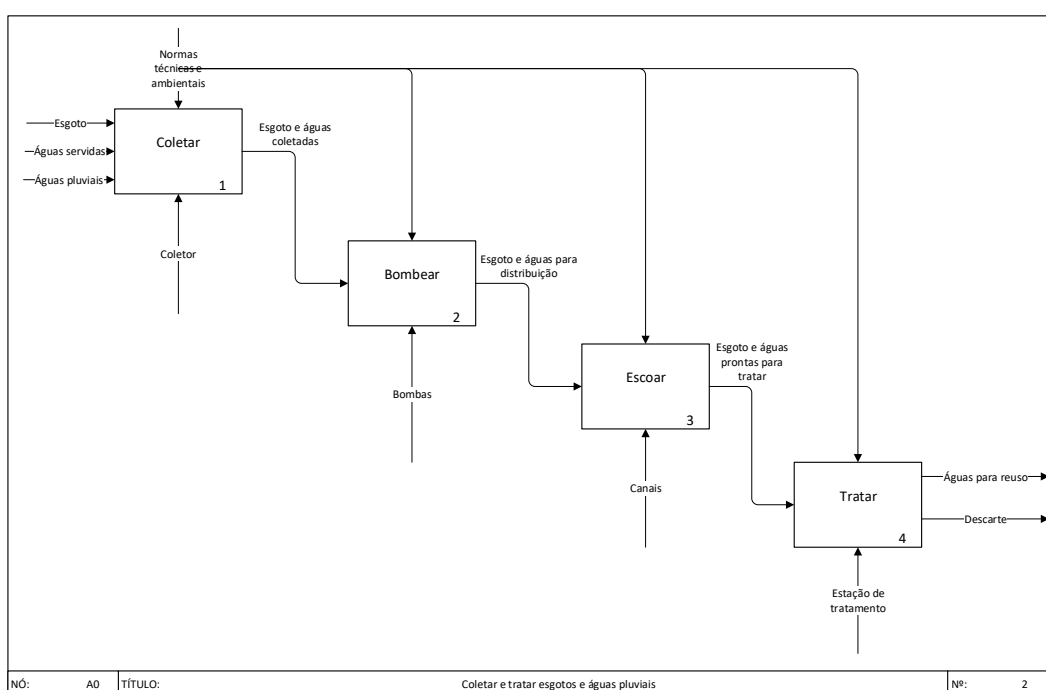 Normas
técnicas e
ambientais
Esgoto
Águas servidas
Águas pluviais
Coletar
1
Esgoto e águas
coletadas
Coletor
Bombear
2
Esgoto e águas para
distribuição
Bombas
Escoar
3
Esgoto e águas
prontas para
tratar
Canais
Tratar
4
Águas para reuso
Descarte
Estação de
tratamento
NÓ: A0 TÍTULO: Coletar e tratar esgotos e águas pluviais Nº: 2